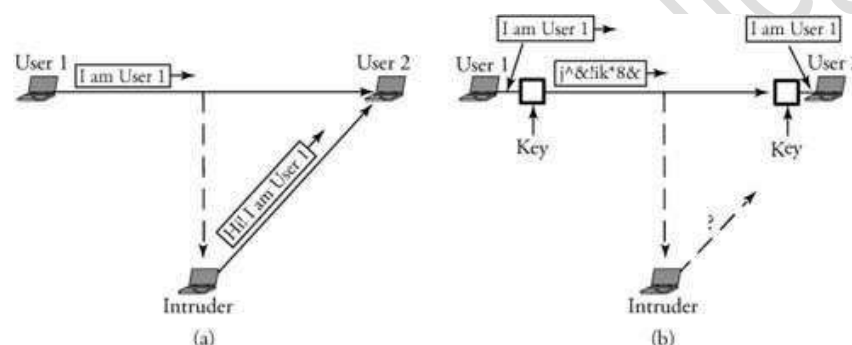 User 1
I am User 1
User 2
Hi! I am User 1
Intruder
(a)
I am User 1
I am User 1
User 1
j^&!ik*8&
User
Key
Key
?
Intruder
(b)